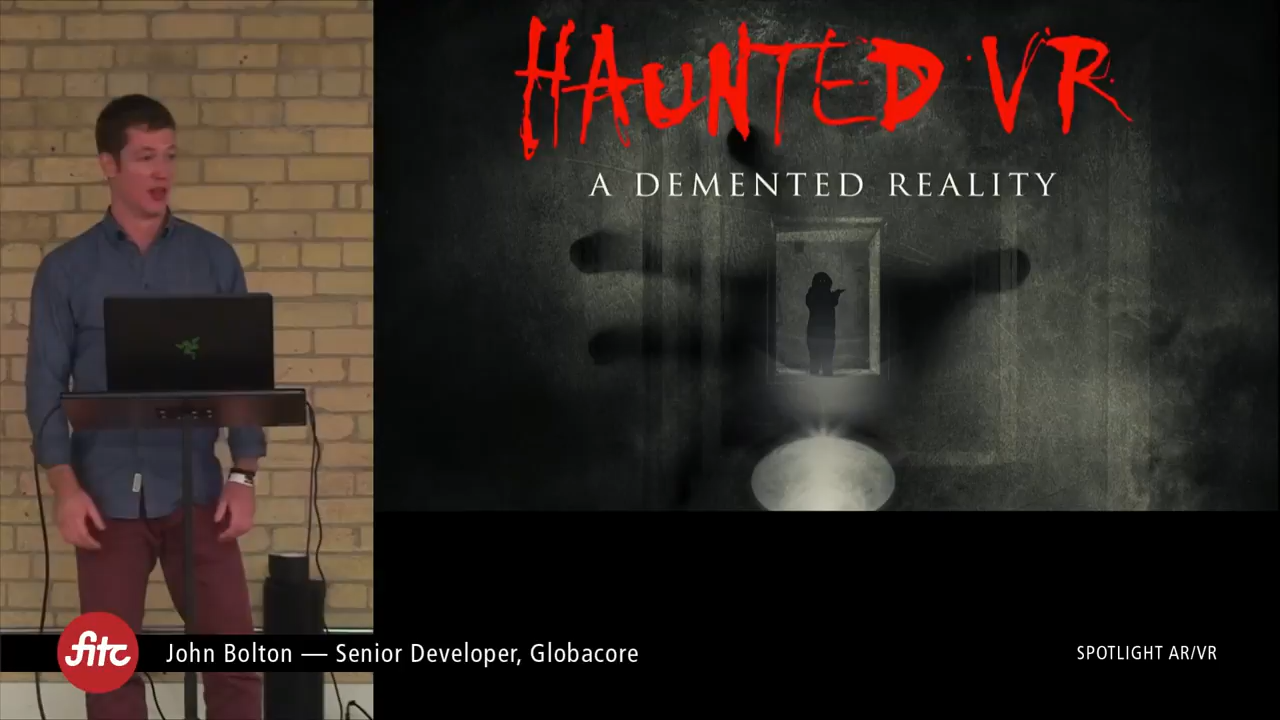 HAUNTED VR
A DEMENTED REALITY
fitc
John Bolton — Senior Developer, Globacore
SPOTLIGHT AR/VR